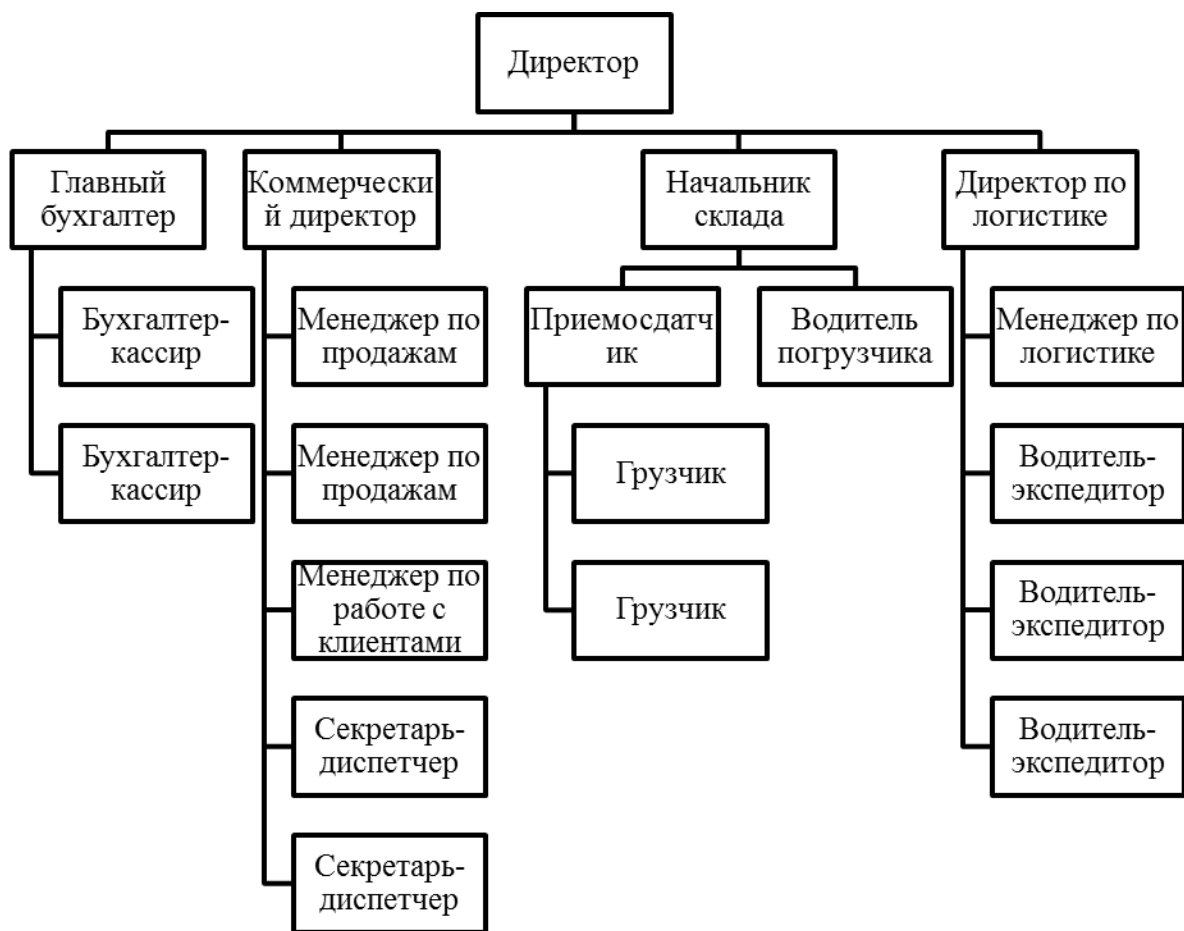 Директор
Главный
бухгалтер
Коммерчески
й директор
Начальник
склада
Директор по
логистике
Бухгалтер-
кассир
Менеджер по
продажам
Приемосдатч
ик
Водитель
погрузчика
Менеджер по
логистике
Бухгалтер-
кассир
Менеджер по
продажам
Грузчик
Водитель-
экспедитор
Менеджер по
работе с
клиентами
Грузчик
Водитель-
экспедитор
Секретарь-
диспетчер
Водитель-
экспедитор
Секретарь-
диспетчер